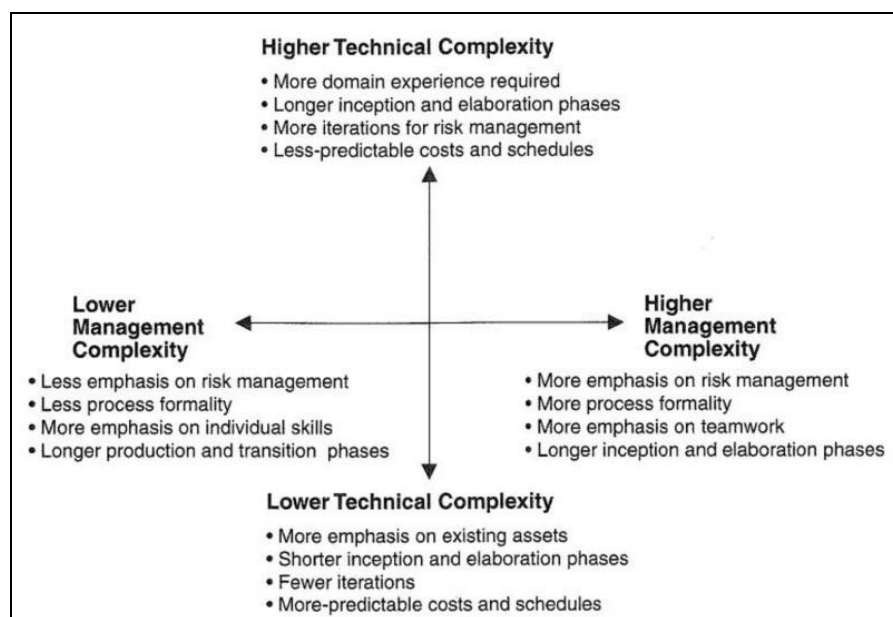 Higher Technical Complexity
• More domain experience required
• Longer inception and elaboration phases
• More iterations for risk management
• Less-predictable costs and schedules
Lower
Management
Complexity
• Less emphasis on risk management
• Less process formality
• More emphasis on individual skills
• Longer production and transition phases
Higher
Management
Complexity
• More emphasis on risk management
• More process formality
• More emphasis on teamwork
• Longer inception and elaboration phases
Lower Technical Complexity
• More emphasis on existing assets
• Shorter inception and elaboration phases
• Fewer iterations
• More-predictable costs and schedules